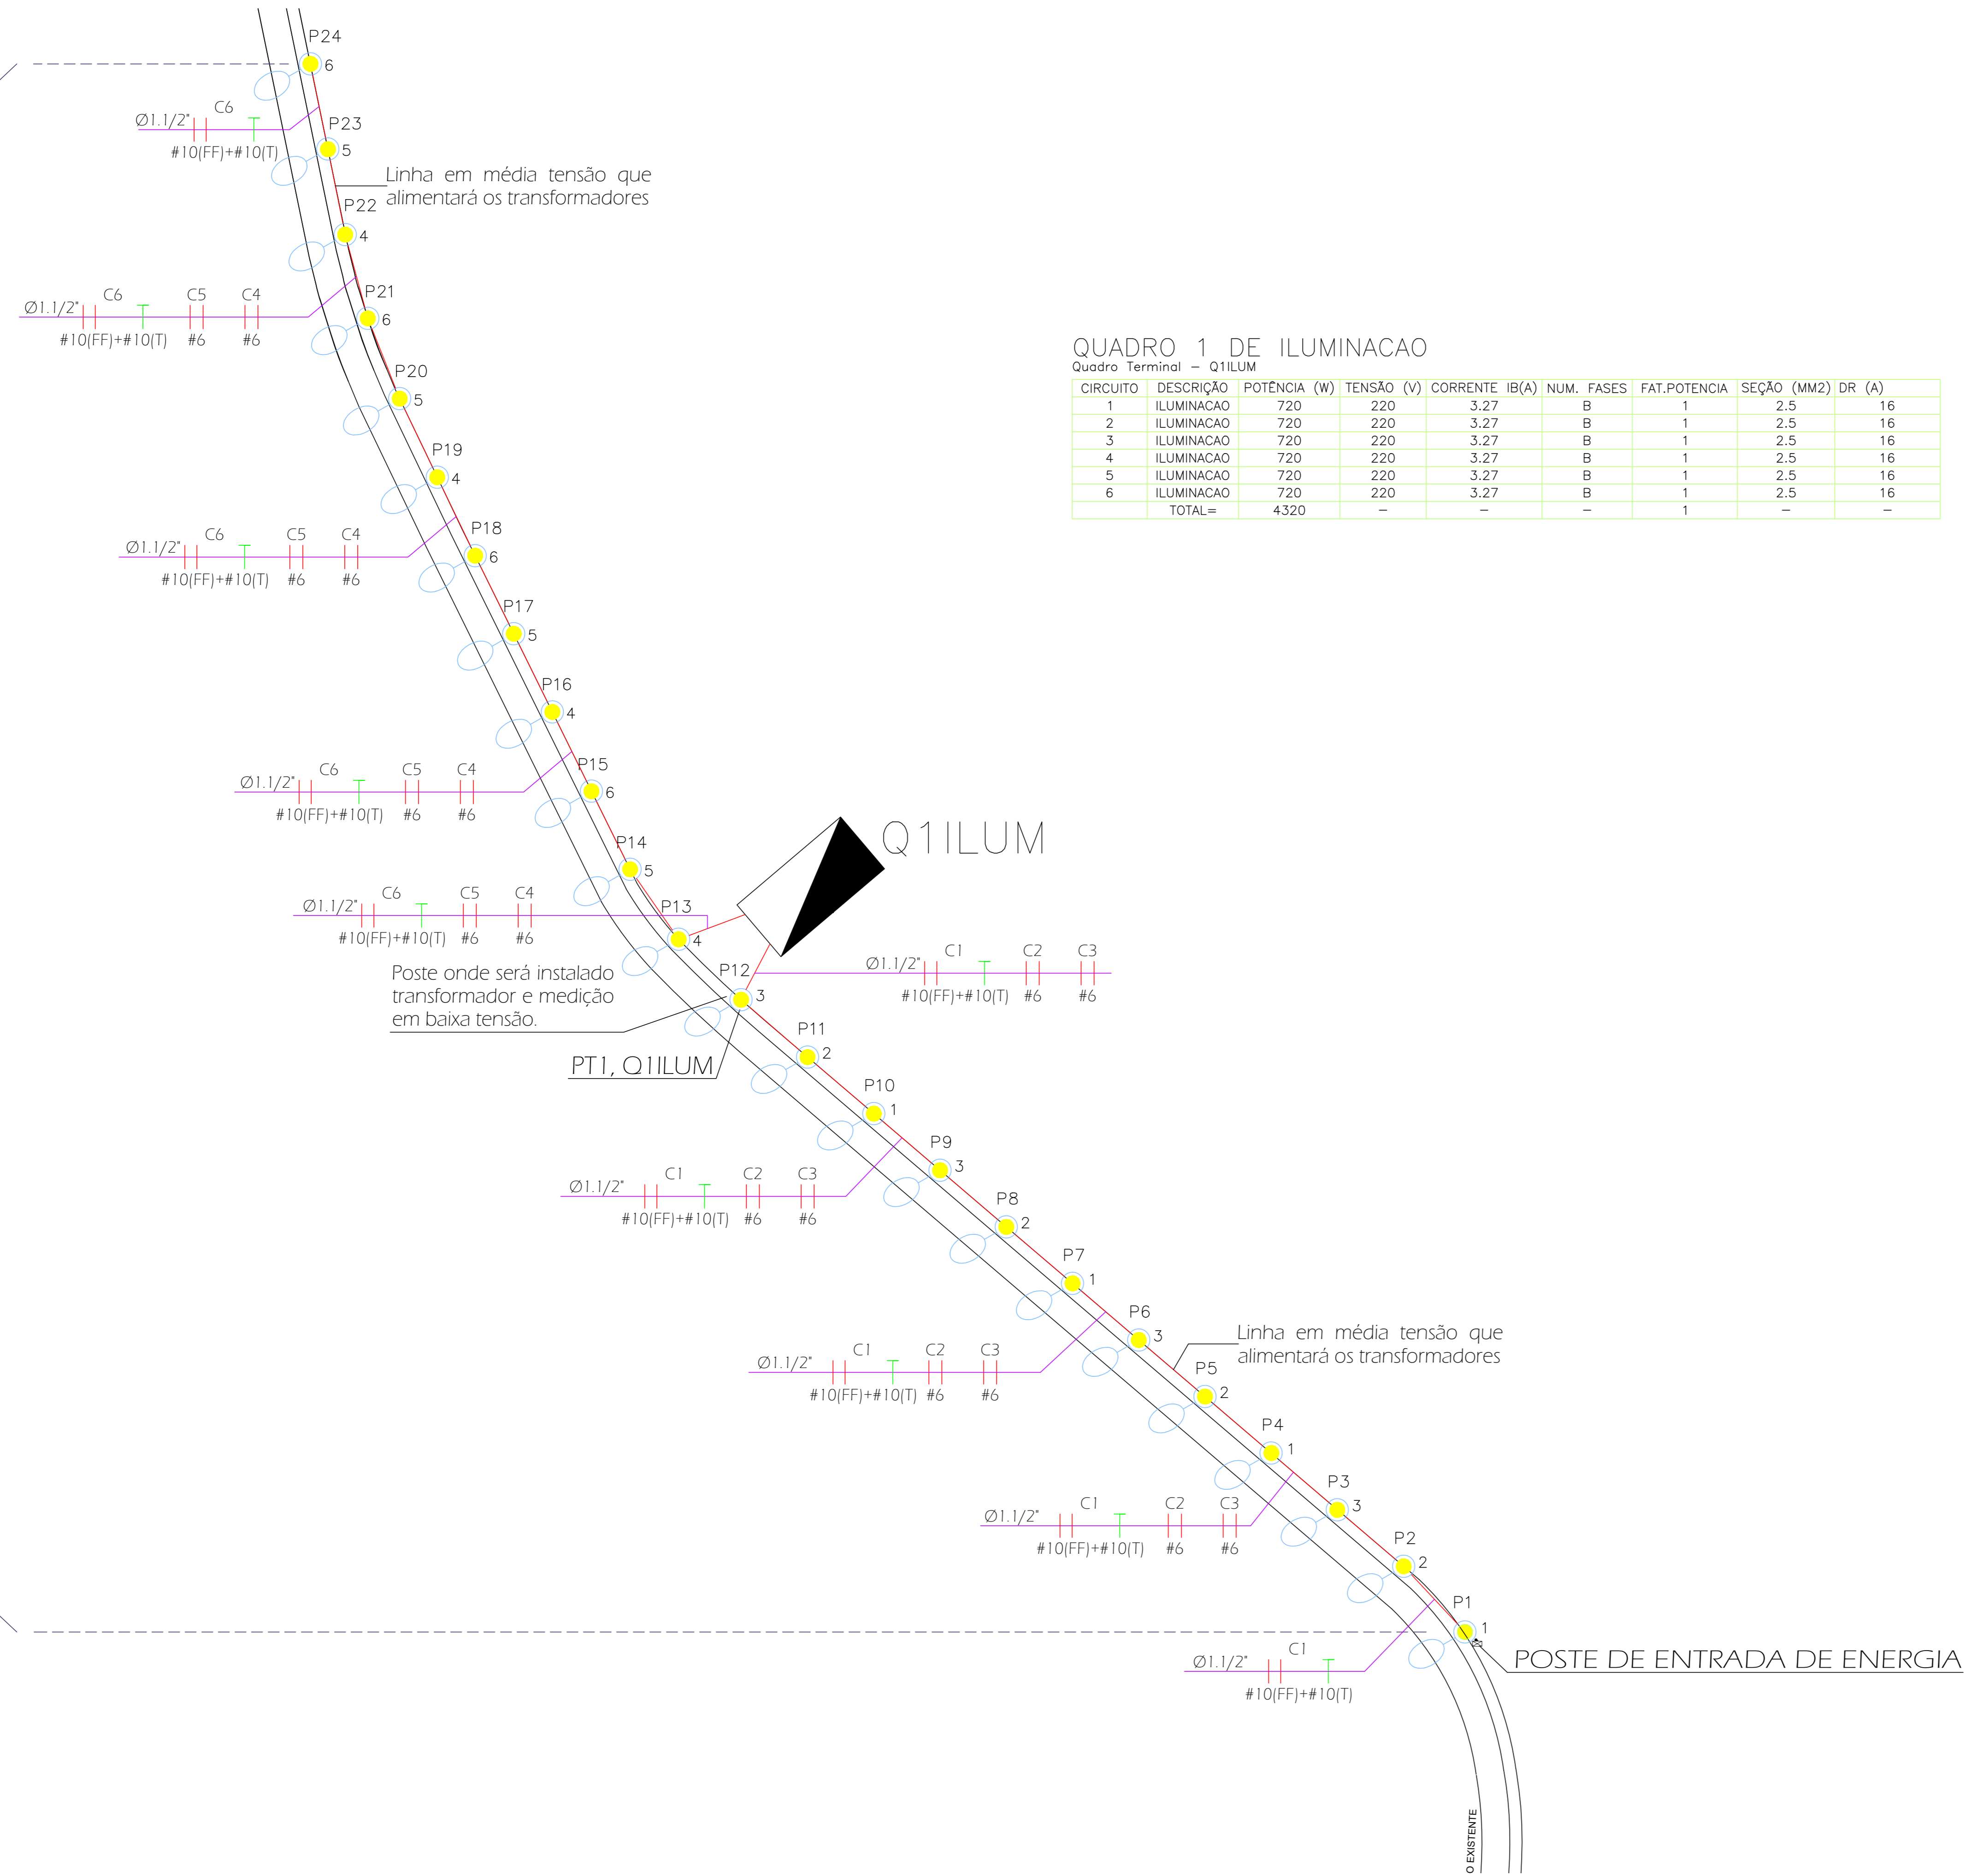 P24
6
C6
Ø1.1/2"
#10(FF)+#10(T)
P23
5
Linha em média tensão que
alimentará os transformadores
P22
4
C6 C5 C4
Ø1.1/2"
#10(FF)+#10(T) #6 #6
P21
6
QUADRO 1 DE ILUMINACAO
Quadro Terminal – Q1ILUM
CIRCUITO DESCRIÇÃO POTÊNCIA (W) TENSÃO (V) CORRENTE IB(A) NUM. FASES FAT.POTENCIA SEÇÃO (MM2) DR (A)
1 ILUMINACAO 720 220 3.27 B 1 2.5 16
2 ILUMINACAO 720 220 3.27 B 1 2.5 16
3 ILUMINACAO 720 220 3.27 B 1 2.5 16
4 ILUMINACAO 720 220 3.27 B 1 2.5 16
5 ILUMINACAO 720 220 3.27 B 1 2.5 16
6 ILUMINACAO 720 220 3.27 B 1 2.5 16
TOTAL= 4320 – – – 1 – –
P20
5
P19
4
C6 C5 C4
Ø1.1/2"
#10(FF)+#10(T) #6 #6
P18
6
P17
5
P16
4
C6 C5 C4
Ø1.1/2"
#10(FF)+#10(T) #6 #6
P15
6
P14
5
Q1ILUM
C6 C5 C4
Ø1.1/2"
#10(FF)+#10(T) #6 #6
P13
4
Poste onde será instalado
transformador e medição
em baixa tensão.
P12
3
C1 C2 C3
Ø1.1/2"
#10(FF)+#10(T) #6 #6
PT1, Q1ILUM
P11
2
P10
1
C1 C2 C3
Ø1.1/2"
#10(FF)+#10(T) #6 #6
P9
3
P8
2
P7
1
C1 C2 C3
Ø1.1/2"
#10(FF)+#10(T) #6 #6
P6
3
Linha em média tensão que
alimentará os transformadores
P5
2
P4
1
C1 C2 C3
Ø1.1/2"
#10(FF)+#10(T) #6 #6
P3
3
P2
2
P1
1
C1
Ø1.1/2"
#10(FF)+#10(T)
POSTE DE ENTRADA DE ENERGIA
O EXISTENTE